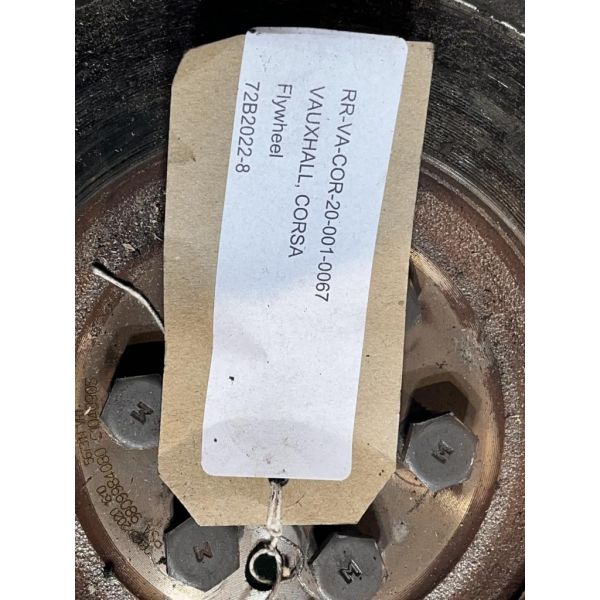 RR-VA-COR-20-001-0067
VAUXHALL, CORSA
Flywheel
72B2022-8
M
M
M
M